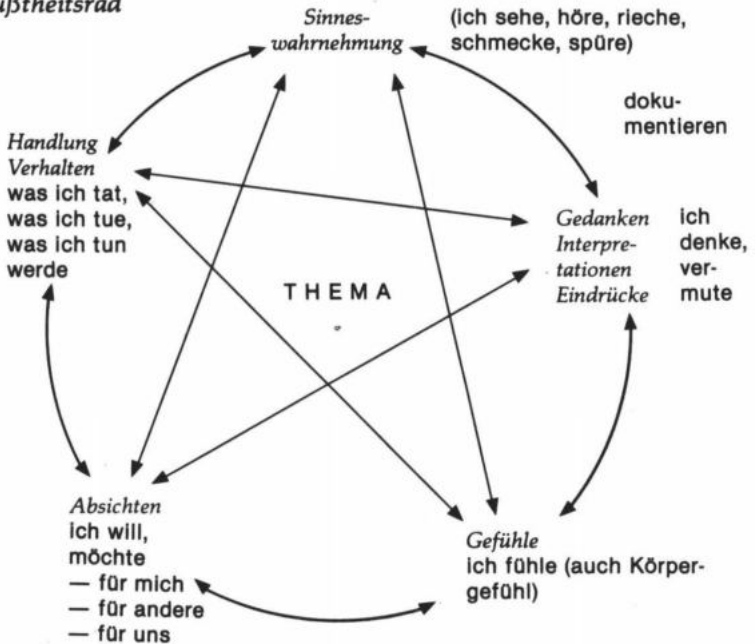 Sinnes-
wahrnehmung
(ich sehe, höre, rieche,
schmecke, spüre)
doku-
mentieren
Handlung
Verhalten
was ich tat,
was ich tue,
was ich tun
werde
Gedanken
Interpre-
tationen
Eindrücke
ich
denke,
ver-
mute
THEMA
Absichten
ich will,
möchte
— für mich
— für andere
— für uns
Gefühle
ich fühle (auch Körper-
gefühl)